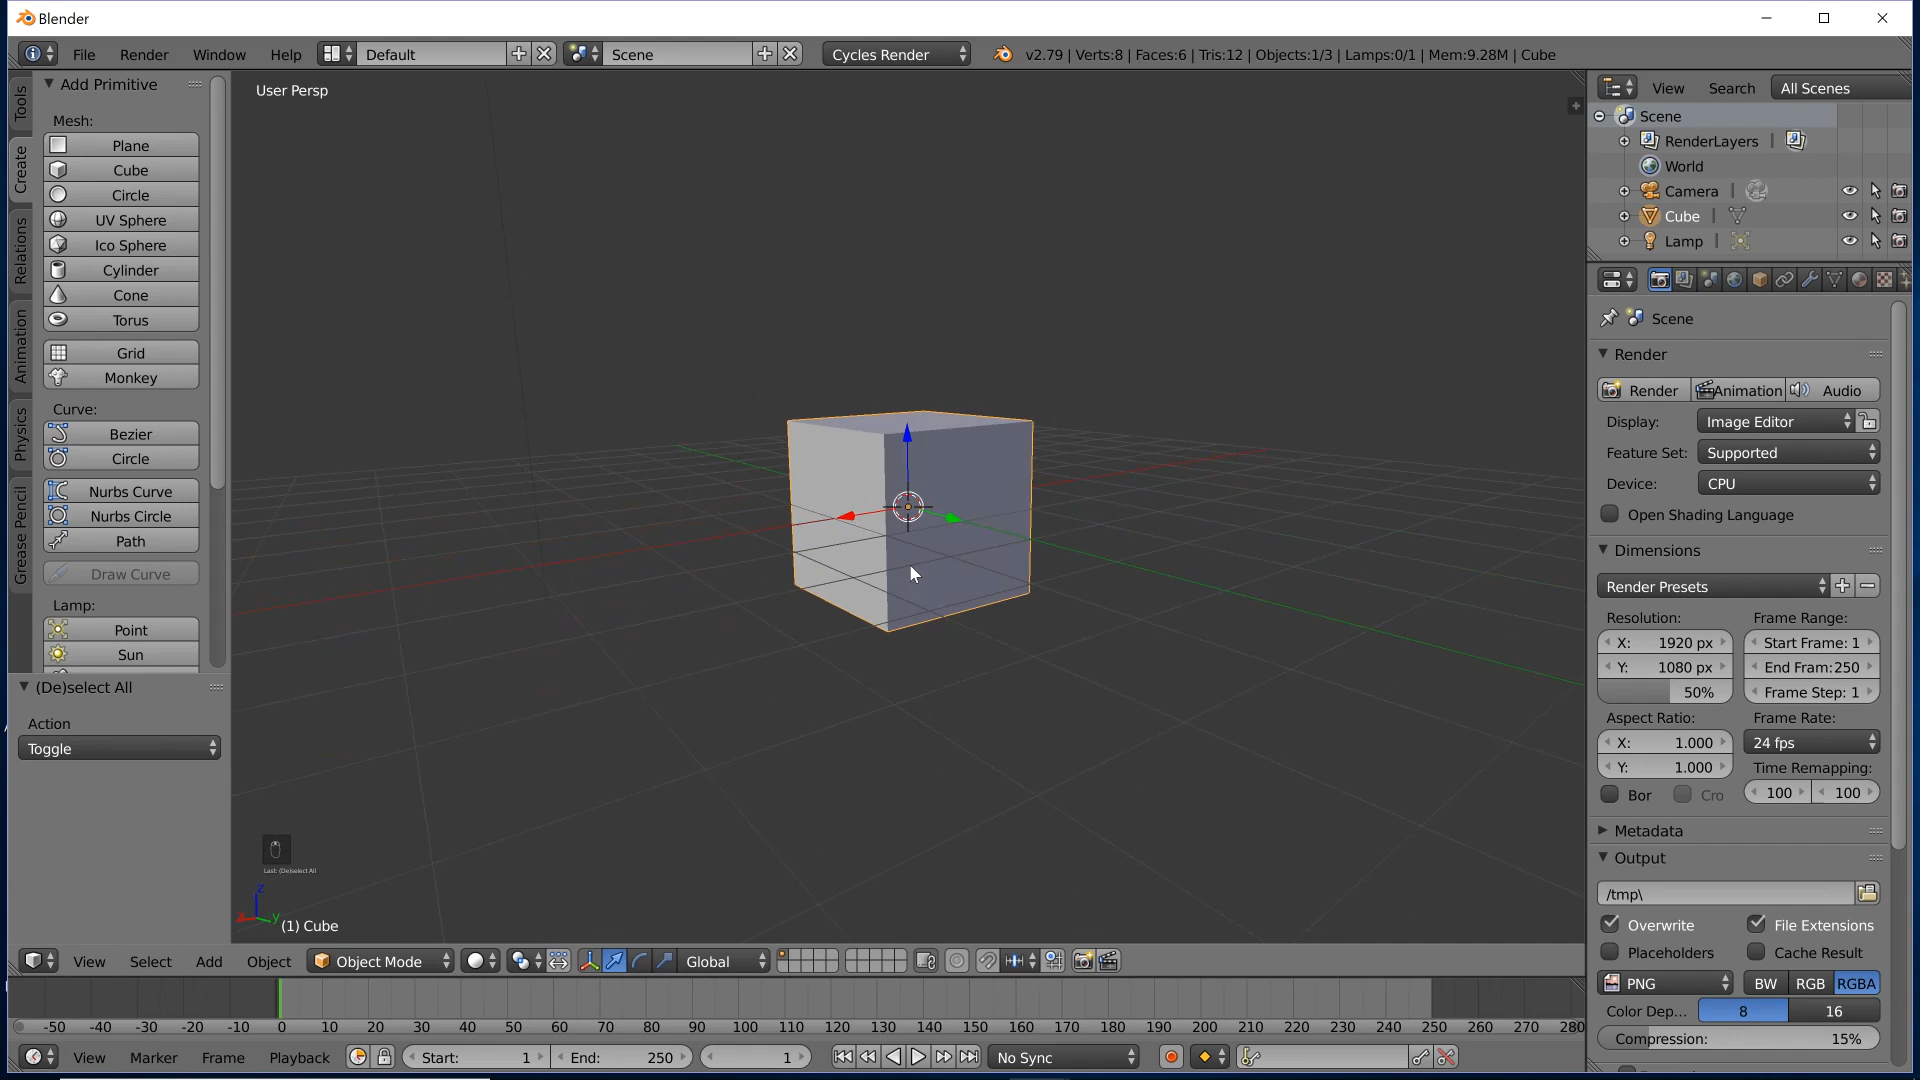 Blender
File Render Window Help Default Scene Cycles Render v2.79 | Verts:8 | Faces:6 | Tris:12 | Objects:1/3 | Lamps:0/1 | Mem:9.28M | Cube
Tools
Create
Relations
Animation
Physics
Grease Pencil
Add Primitive
Mesh:
Plane
Cube
Circle
UV Sphere
Ico Sphere
Cylinder
Cone
Torus
Grid
Monkey
Curve:
Bezier
Circle
Nurbs Curve
Nurbs Circle
Path
Draw Curve
Lamp:
Point
Sun
(De)select All
Action
Toggle
User Persp
Last: (De)select All
z
x y
(1) Cube
View Select Add Object Object Mode Global
-50 -40 -30 -20 -10 0 10 20 30 40 50 60 70 80 90 100 110 120 130 140 150 160 170 180 190 200 210 220 230 240 250 260 270 280
View Marker Frame Playback Start: 1 End: 250 1 No Sync
View Search All Scenes
Scene
RenderLayers |
World
Camera |
Cube |
Lamp |
Scene
Render
Render Animation Audio
Display: Image Editor
Feature Set: Supported
Device: CPU
Open Shading Language
Dimensions
Render Presets
Resolution: Frame Range:
X: 1920 px Start Frame: 1
Y: 1080 px End Fram:250
50% Frame Step: 1
Aspect Ratio: Frame Rate:
X: 1.000 24 fps
Y: 1.000 Time Remapping:
Bor Cro 100 100
Metadata
Output
/tmp\
Overwrite File Extensions
Placeholders Cache Result
PNG BW RGB RGBA
Color Dep... 8 16
Compression: 15%